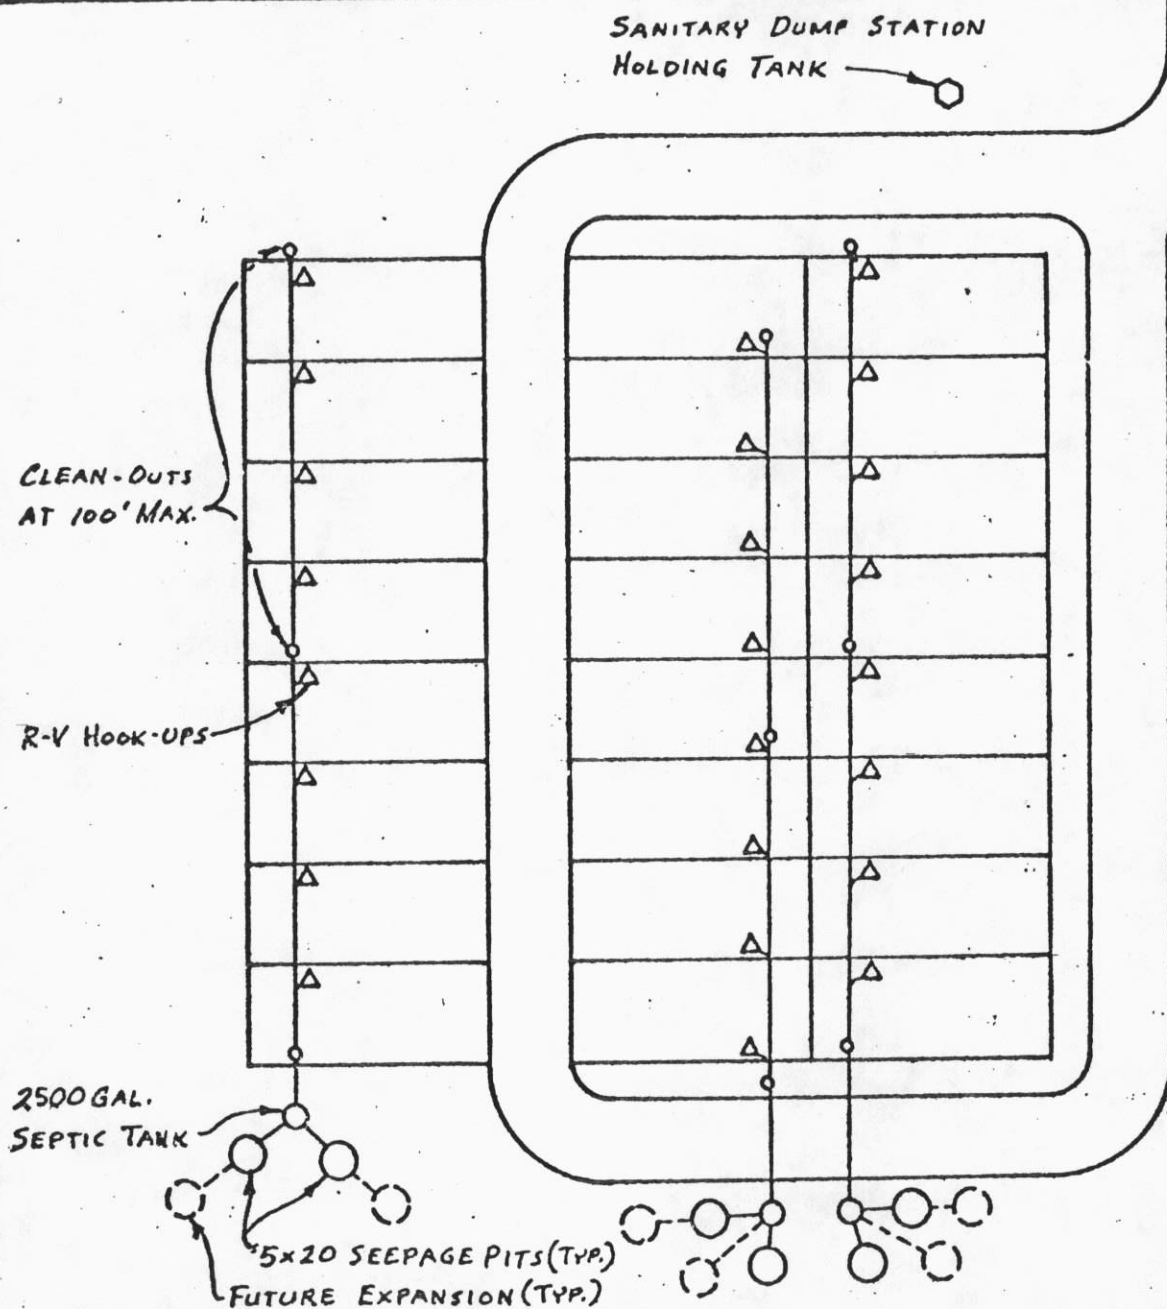 SANITARY DUMP STATION
HOLDING TANK
CLEAN-OUTS
AT 100' MAX.
R-V HOOK-UPS
2500 GAL.
SEPTIC TANK
5x20 SEEPAGE PITS (TYP.)
FUTURE EXPANSION (TYP.)